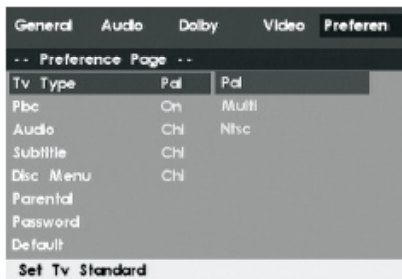 General Audio Dolby Video Preferen
-- Preference Page --
Tv Type Pal Pal
Pbc On Multi
Audio Chi Ntsc
Subtitle Chi
Disc Menu Chi
Parental
Password
Default
Set Tv Standard